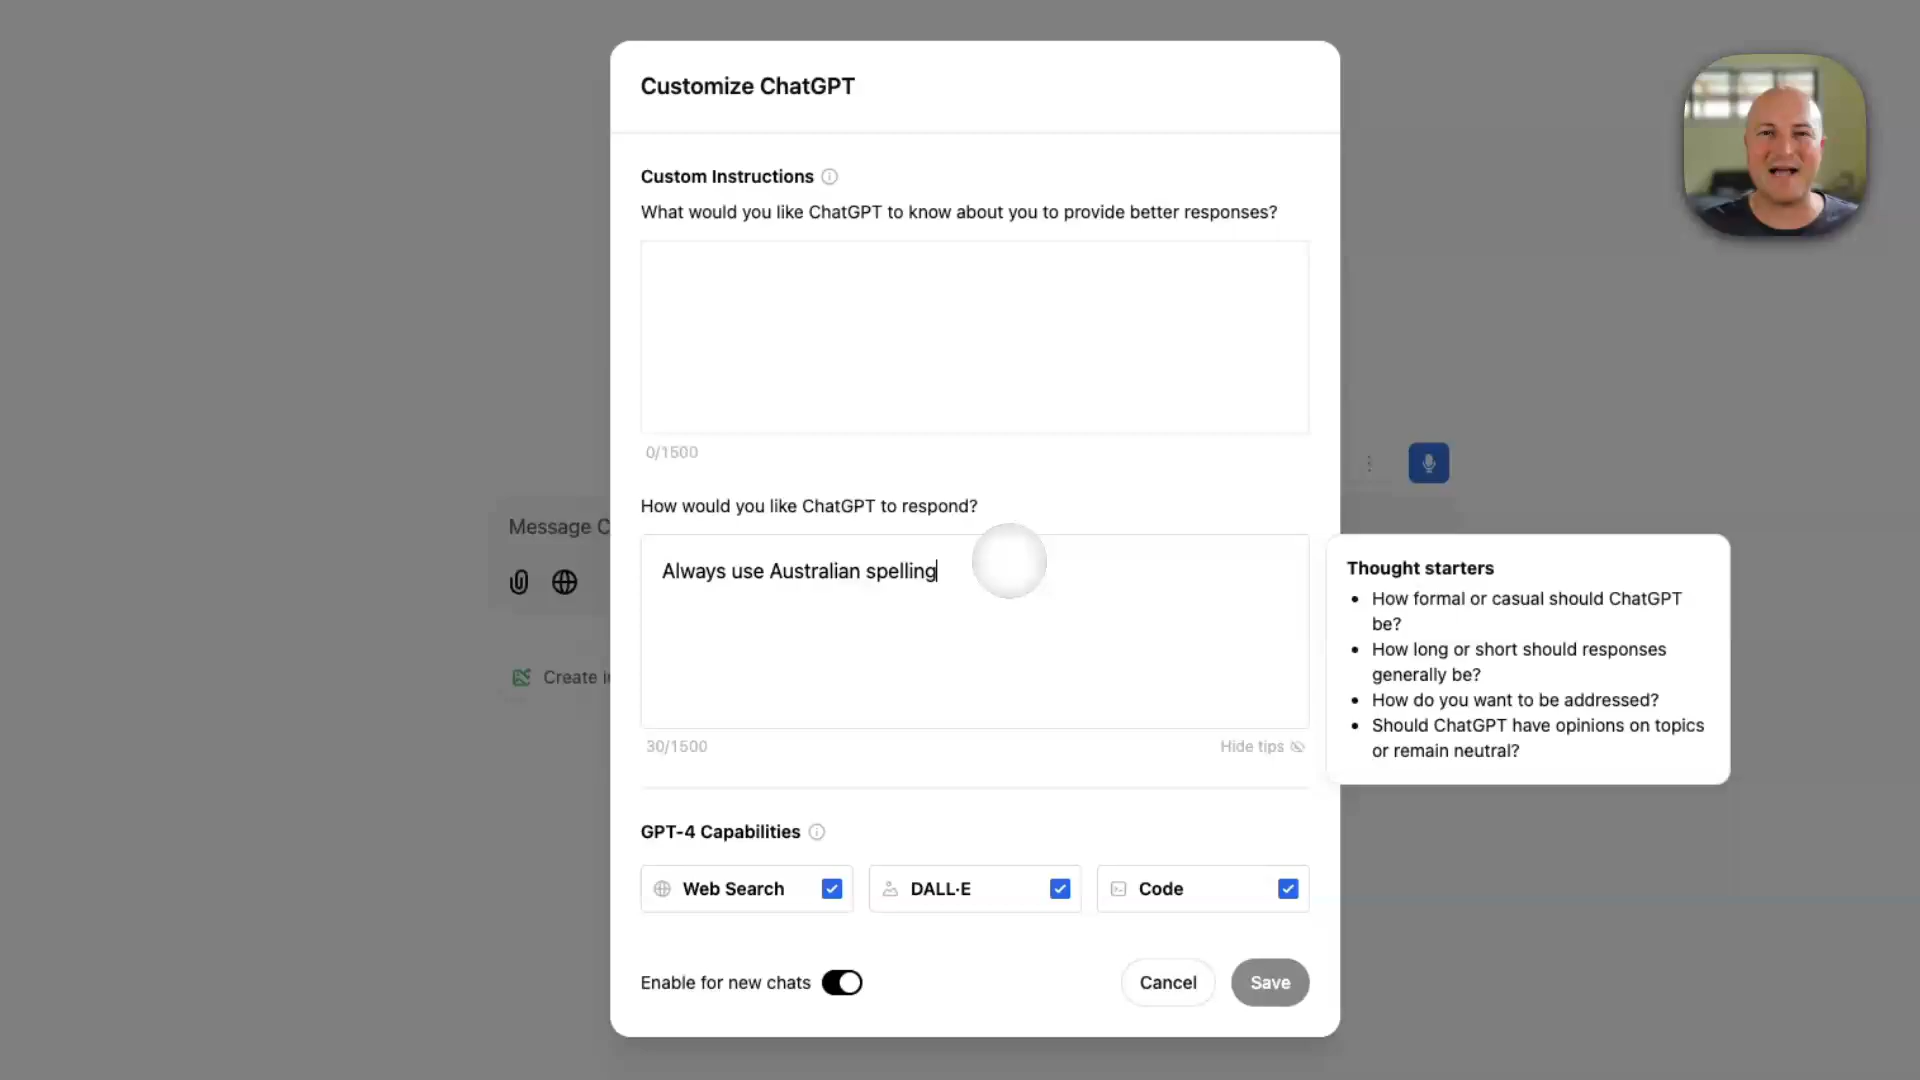 Customize ChatGPT
Custom Instructions
What would you like ChatGPT to know about you to provide better responses?
0/1500
How would you like ChatGPT to respond?
Message C
Always use Australian spelling
Thought starters
• How formal or casual should ChatGPT
be?
• How long or short should responses
generally be?
• How do you want to be addressed?
• Should ChatGPT have opinions on topics
or remain neutral?
Create i
30/1500
Hide tips
GPT-4 Capabilities
Web Search
DALL·E
Code
Enable for new chats
Cancel
Save